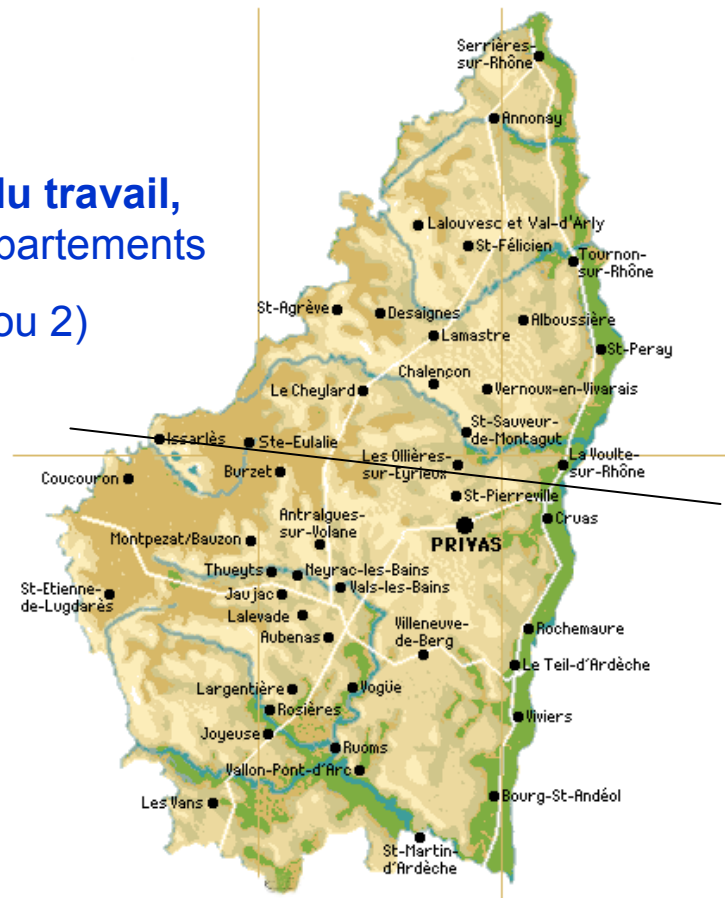 Serrières-
sur-Rhône
Annonay
du travail,
partements
ou 2)
Lalouvesc et Val-d'Arly
St-Félicien
Tournon-
sur-Rhône
St-Agrève
Desaignes
Alboussière
Lamastre
St-Peray
Chalençon
Le Cheylard
Vernoux-en-Vivarais
St-Sauveur-
de-Montagut
Issarlès
Ste-Eulalie
Les Ollières-
sur-Eyrieux
La Voulte-
sur-Rhône
Coucouron
Burzet
St-Pierreville
Antraigues-
sur-Volane
Cruas
Montpezat/Bauzon
PRIVAS
Thueyts
Neyrac-les-Bains
St-Etienne-
de-Lugdarès
Jaujac
Vals-les-Bains
Lalevade
Villeneuve-
de-Berg
Rochemaure
Aubenas
Le Teil-d'Ardèche
Largentière
Vogüe
Rosières
Viviers
Joyeuse
Ruoms
Vallon-Pont-d'Arc
Les Vans
Bourg-St-Andéol
St-Martin-
d'Ardèche